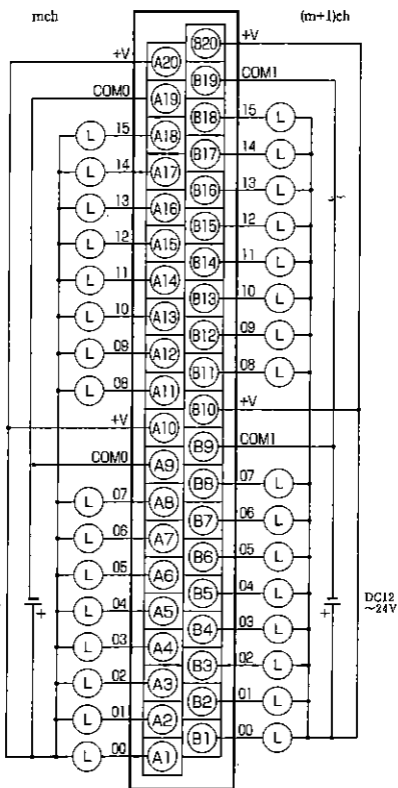 mch (m+1)ch
+V B20 +V
A20 B19 COM1
COM0 A19 B18 15 L
L 15 A18 B17 14 L
L 14 A17 B16 13 L
L 13 A16 B15 12 L
L 12 A15 B14 11 L
L 11 A14 B13 10 L
L 10 A13 B12 09 L
L 09 A12 B11 08 L
L 08 A11 B10 +V
+V A10 B9 COM1
COM0 A9 B8 07 L
L 07 A8 B7 06 L
L 06 A7 B6 05 L
L 05 A6 B5 04 L
L 04 A5 B4 03 L
L 03 A4 B3 02 L
L 02 A3 B2 01 L
L 01 A2 B1 00 L
L 00 A1
+ + DC12
~24V